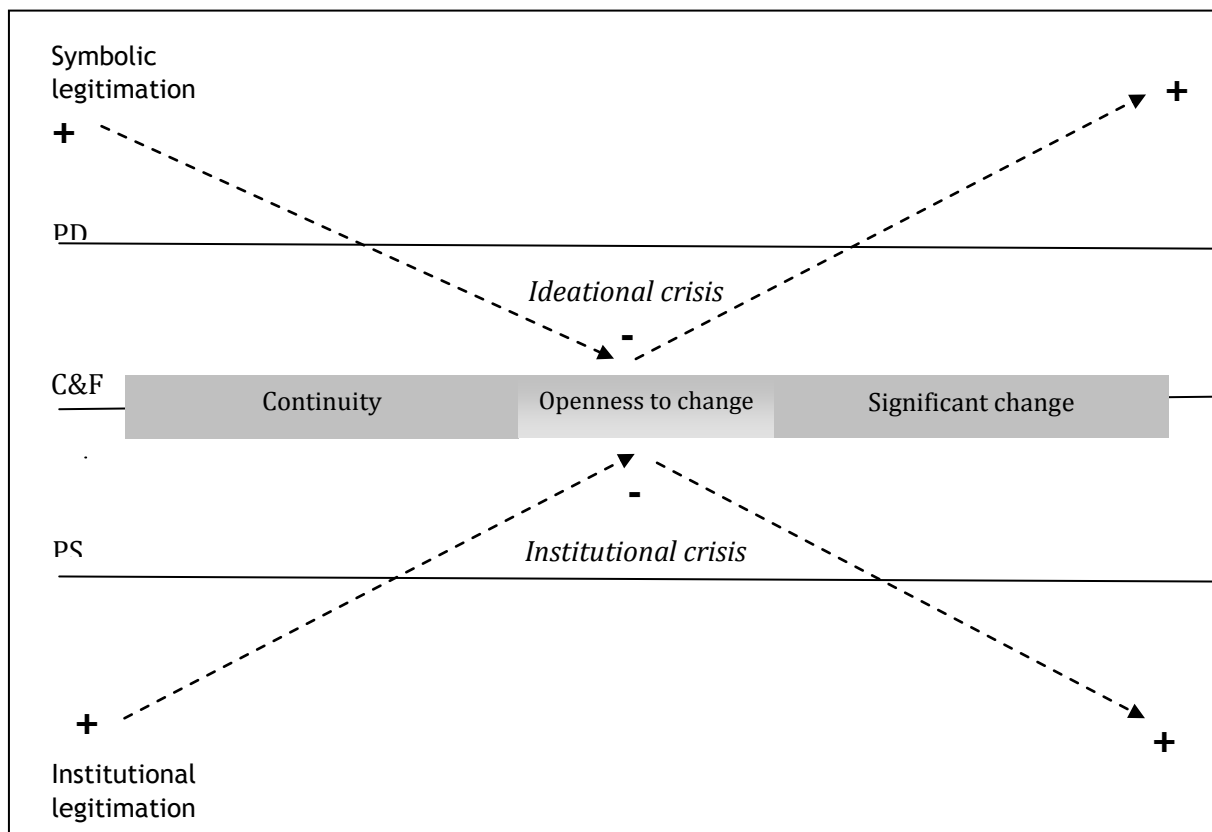 Symbolic
legitimation
+
+
PD
Ideational crisis
-
C&F
Continuity
Openness to change
Significant change
.
-
PS
Institutional crisis
+
+
Institutional
legitimation